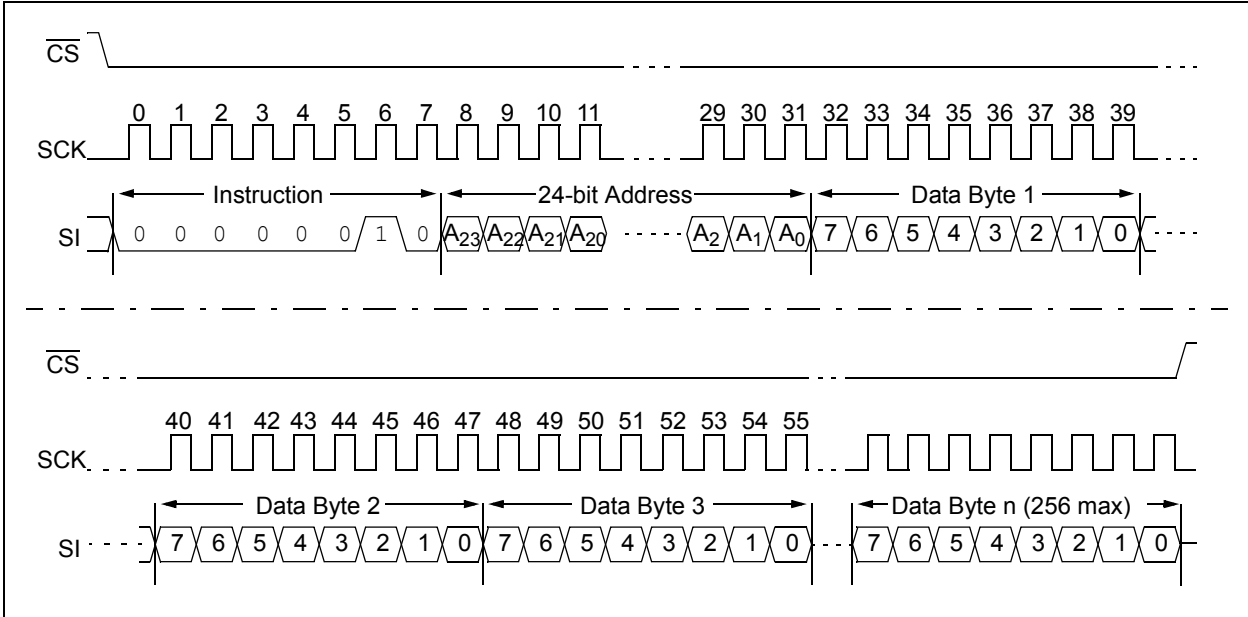 CS
0 1 2 3 4 5 6 7 8 9 10 11 29 30 31 32 33 34 35 36 37 38 39
SCK
Instruction 24-bit Address Data Byte 1
SI 0 0 0 0 0 0 1 0 A23 A22 A21 A20 A2 A1 A0 7 6 5 4 3 2 1 0
CS
40 41 42 43 44 45 46 47 48 49 50 51 52 53 54 55
SCK
Data Byte 2 Data Byte 3 Data Byte n (256 max)
SI 7 6 5 4 3 2 1 0 7 6 5 4 3 2 1 0 7 6 5 4 3 2 1 0